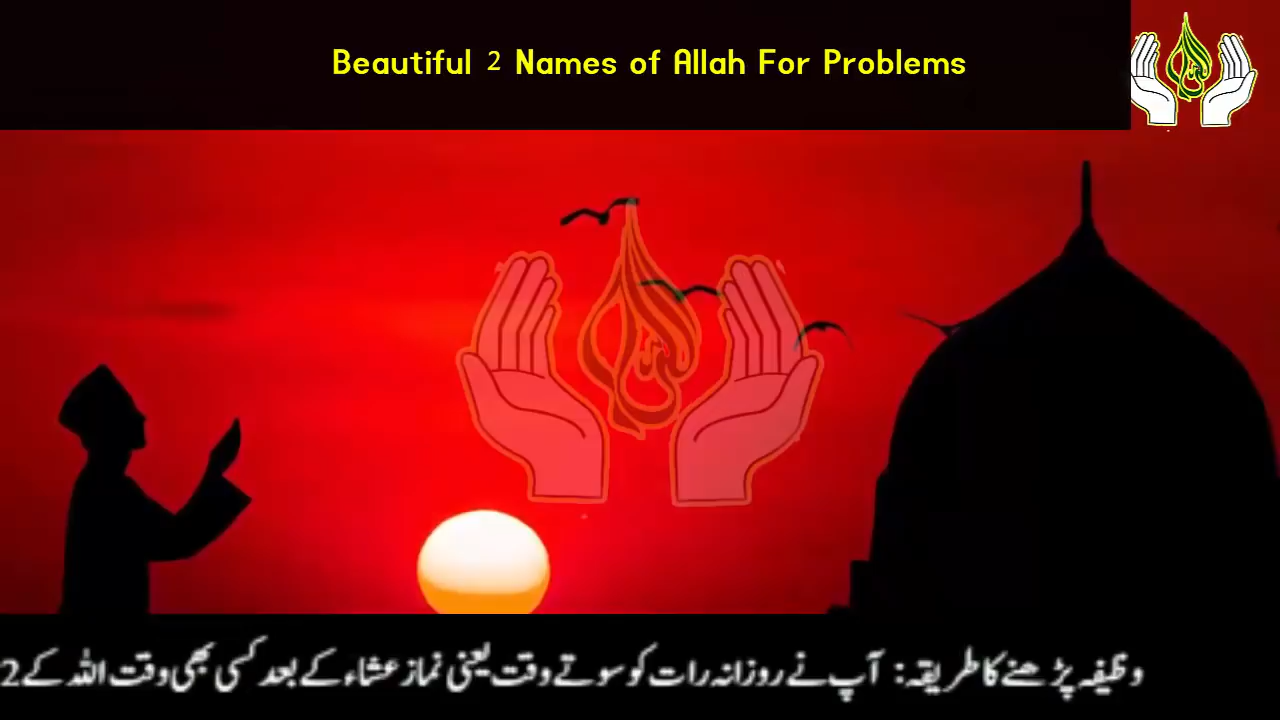 Beautiful 2 Names of Allah For Problems
وظیفہ پڑھنے کا طریقہ: آپ نے روزانہ رات کو سوتے وقت یعنی نماز عشاء کے بعد کسی بھی وقت اللہ کے 2